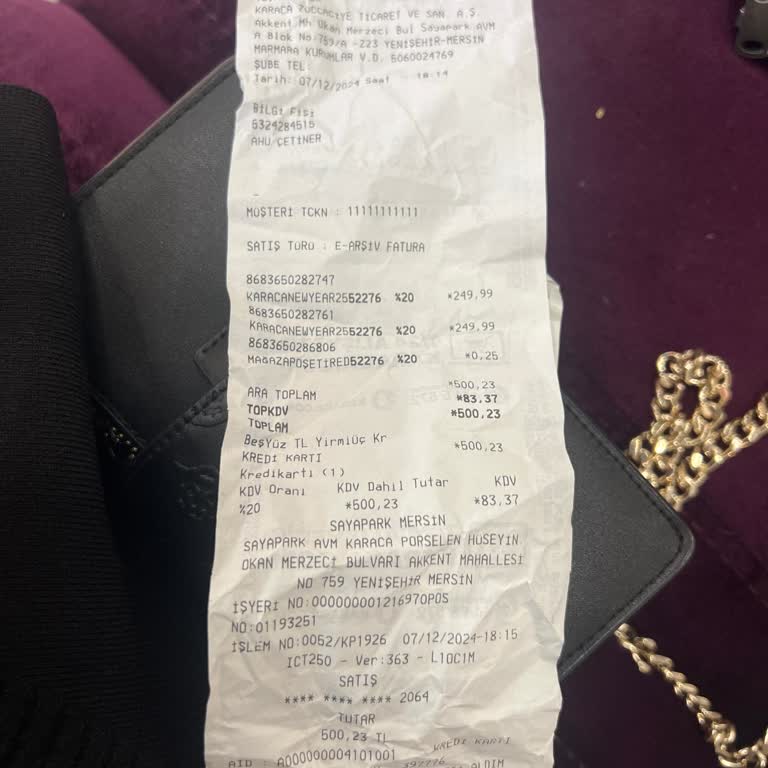 KARACA ZÜCCACİYE TİCARET VE SAN. A.Ş.
Akkent Mh Okan Merzeci Bul Sayapark AVM
A Blok No:759/A -223 YENİŞEHİR-MERSİN
MARMARA KURUMLAR V.D. 6060024769
ŞUBE TEL:
Tarih: 07/12/2024 Saat 18:14
BİLGİ FİŞİ
5324284515
AHU ÇETİNER
MÜŞTERİ TCKN : 11111111111
SATIŞ TÜRÜ : E-ARŞİV FATURA
8683650282747
KARACANEWYEAR2552276 %20 *249,99
8683650282761
KARACANEWYEAR2552276 %20 *249,99
8683650286806
MAGAZAPOŞETİRED52276 %20 *0,25
ARA TOPLAM *500,23
TOPKDV *83,37
TOPLAM *500,23
BeşYüz TL Yirmiüç Kr
KREDİ KARTI *500,23
Kredikartı (1)
KDV Oranı KDV Dahil Tutar KDV
%20 *500,23 *83,37
SAYAPARK MERSİN
SAYAPARK AVM KARACA PORSELEN HÜSEYİN
OKAN MERZECİ BULVARI AKKENT MAHALLESİ
NO 759 YENİŞEHİR MERSİN
İŞYERİ NO:000000001216970POS
NO:01193251
İŞLEM NO:0052/KP1926 07/12/2024-18:15
ICT250 - Ver:363 - L10C1M
SATIŞ
**** **** **** 2064
TUTAR
500,23 TL
KREDİ KARTI
AID : A000000004101001
397776
ALDIM